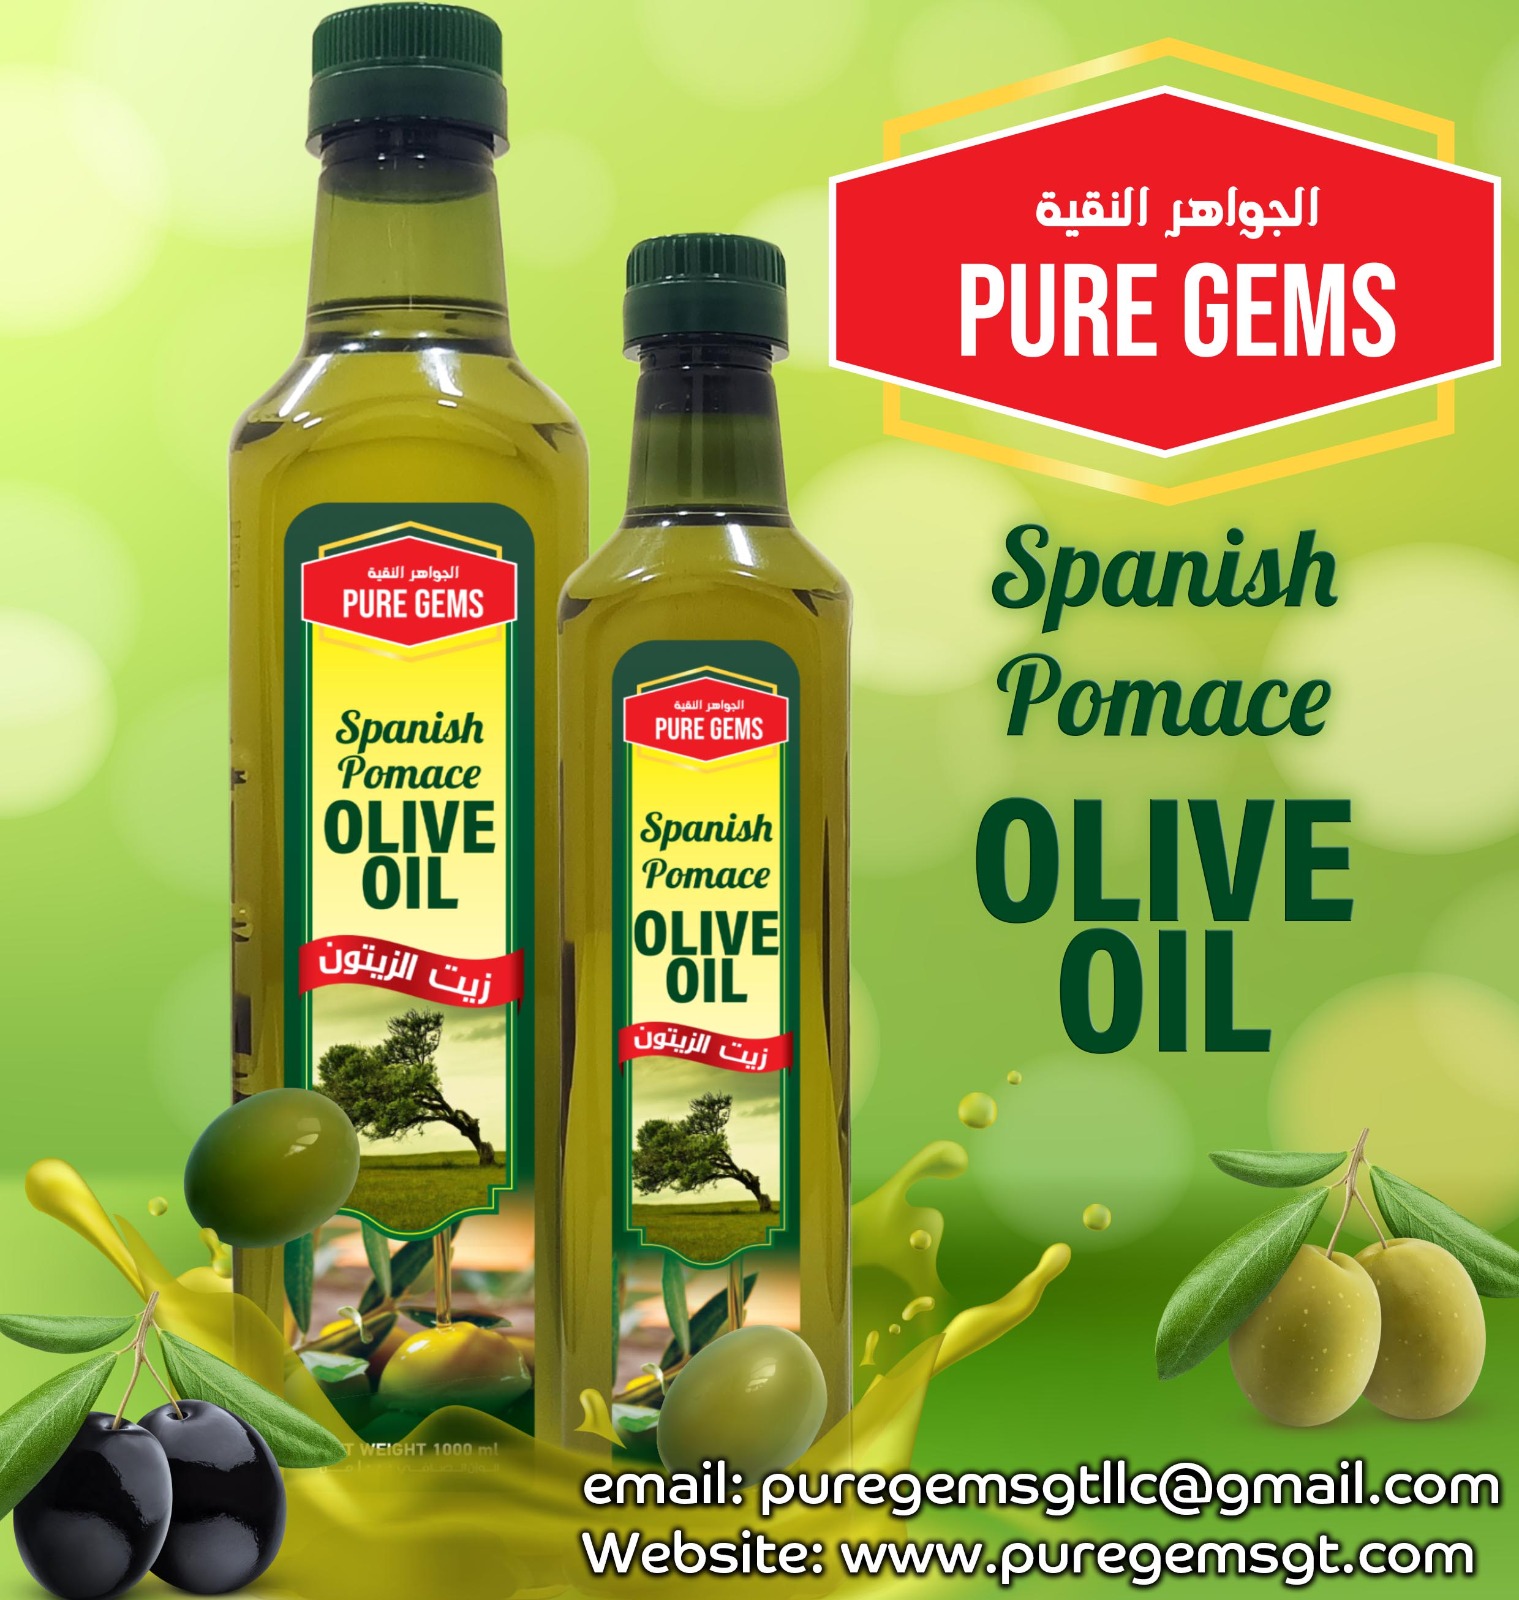 الجواهر النقية
PURE GEMS
Spanish
Pomace
OLIVE
OIL
الجواهر النقية
PURE GEMS
Spanish
Pomace
OLIVE
OIL
زيت الزيتون
WEIGHT 1000 ml
الجواهر النقية
PURE GEMS
Spanish
Pomace
OLIVE
OIL
زيت الزيتون
email: puregemsgtllc@gmail.com
Website: www.puregemsgt.com